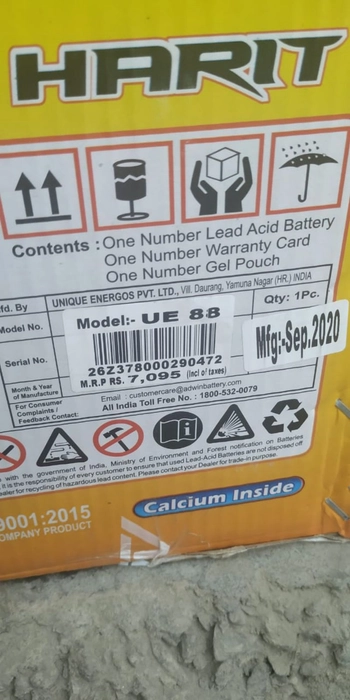 HARIT
Contents : One Number Lead Acid Battery
One Number Warranty Card
One Number Gel Pouch
fd. By UNIQUE ENERGOS PVT. LTD., Vill. Daurang, Yamuna Nagar (HR.) INDIA
Model No. Model:- UE 88 Qty: 1Pc.
Mfg:-Sep.2020
Serial No. 26Z378000290472
M.R.P RS. 7,095 (Incl of taxes)
Month & Year
of Manufacture
For Consumer
Complaints /
Feedback Contact:
Email : customercare@adwinbattery.com
All India Toll Free No. : 1800-532-0079
with the government of India, Ministry of Environment and Forest notification on Batteries
It is the responsibility of every customer to ensure that used Lead-Acid Batteries are not disposed off
ealer for recycling of hazardous lead content. Please contact your Dealer for trade-in purpose.
Calcium Inside
9001:2015
OMPANY PRODUCT